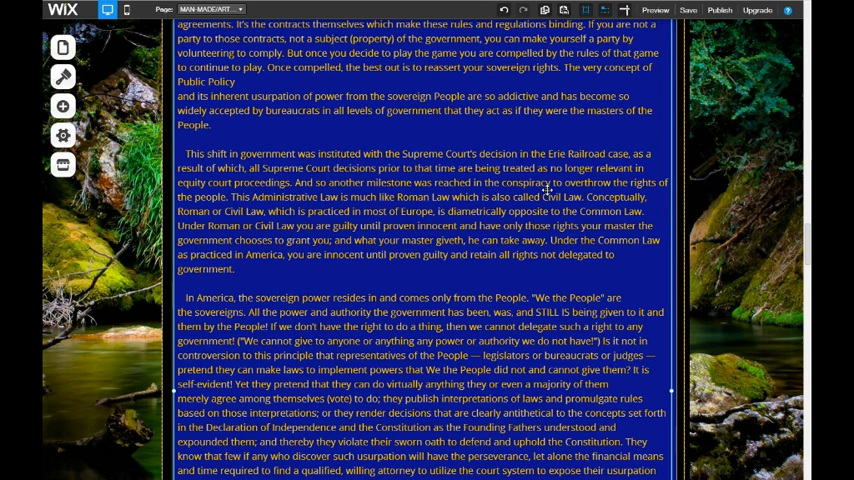 WiX
Page: MAN-MADE/ART...
Preview Save Publish Upgrade ?
agreements. It's the contracts themselves which make these rules and regulations binding. If you are not a
party to those contracts, not a subject (property) of the government, you can make yourself a party by
volunteering to comply. But once you decide to play the game you are compelled by the rules of that game
to continue to play. Once compelled, the best out is to reassert your sovereign rights. The very concept of
Public Policy
and its inherent usurpation of power from the sovereign People are so addictive and has become so
widely accepted by bureaucrats in all levels of government that they act as if they were the masters of the
People.
This shift in government was instituted with the Supreme Court's decision in the Erie Railroad case, as a
result of which, all Supreme Court decisions prior to that time are being treated as no longer relevant in
equity court proceedings. And so another milestone was reached in the conspiracy to overthrow the rights of
the people. This Administrative Law is much like Roman Law which is also called Civil Law. Conceptually,
Roman or Civil Law, which is practiced in most of Europe, is diametrically opposite to the Common Law.
Under Roman or Civil Law you are guilty until proven innocent and have only those rights your master the
government chooses to grant you; and what your master giveth, he can take away. Under the Common Law
as practiced in America, you are innocent until proven guilty and retain all rights not delegated to
government.
In America, the sovereign power resides in and comes only from the People. "We the People" are
the sovereigns. All the power and authority the government has been, was, and STILL IS being given to it and
them by the People! If we don't have the right to do a thing, then we cannot delegate such a right to any
government! ("We cannot give to anyone or anything any power or authority we do not have!") Is it not in
controversion to this principle that representatives of the People — legislators or bureaucrats or judges —
pretend they can make laws to implement powers that We the People did not and cannot give them? It is
self-evident! Yet they pretend that they can do virtually anything they or even a majority of them
merely agree among themselves (vote) to do; they publish interpretations of laws and promulgate rules
based on those interpretations; or they render decisions that are clearly antithetical to the concepts set forth
in the Declaration of Independence and the Constitution as the Founding Fathers understood and
expounded them; and thereby they violate their sworn oath to defend and uphold the Constitution. They
know that few if any who discover such usurpation will have the perseverance, let alone the financial means
and time required to find a qualified, willing attorney to utilize the court system to expose their usurpation